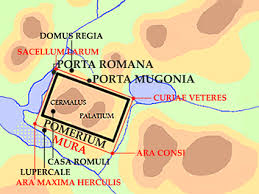 DOMUS REGIA
SACELLUM LARUM
PORTA ROMANA
PORTA MUGONIA
CURIAE VETERES
CERMALUS
PALATIUM
POMERIUM
MURA
ARA CONSI
CASA ROMULI
LUPERCALE
ARA MAXIMA HERCULIS